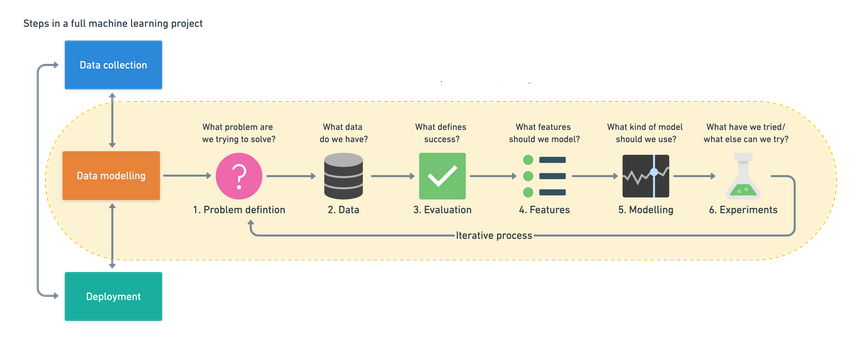 Steps in a full machine learning project
Data collection
What problem are
we trying to solve?
What data
do we have?
What defines
success?
What features
should we model?
What kind of model
should we use?
What have we tried/
what else can we try?
Data modelling
?
1. Problem defintion
2. Data
3. Evaluation
4. Features
5. Modelling
6. Experiments
Iterative process
Deployment